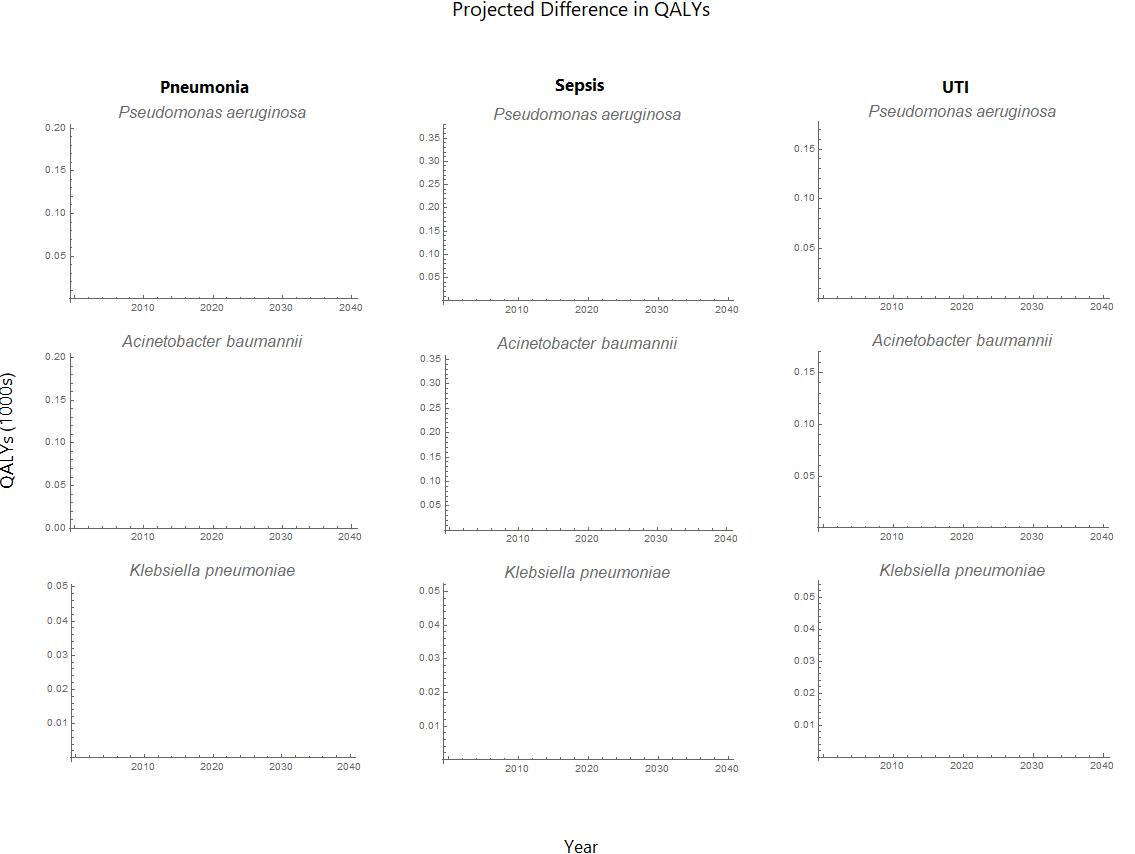 Projected Difference in QALYs
Pneumonia Sepsis UTI
Pseudomonas aeruginosa Pseudomonas aeruginosa Pseudomonas aeruginosa
0.20
0.15
0.10
0.05
2010 2020 2030 2040
0.35
0.30
0.25
0.20
0.15
0.10
0.05
2010 2020 2030 2040
0.15
0.10
0.05
2010 2020 2030 2040
Acinetobacter baumannii Acinetobacter baumannii Acinetobacter baumannii
0.20
0.15
0.10
0.05
0.00
2010 2020 2030 2040
0.35
0.30
0.25
0.20
0.15
0.10
0.05
2010 2020 2030 2040
0.15
0.10
0.05
2010 2020 2030 2040
QALYs (1000s)
Klebsiella pneumoniae Klebsiella pneumoniae Klebsiella pneumoniae
0.05
0.04
0.03
0.02
0.01
2010 2020 2030 2040
0.05
0.04
0.03
0.02
0.01
2010 2020 2030 2040
0.05
0.04
0.03
0.02
0.01
2010 2020 2030 2040
Year